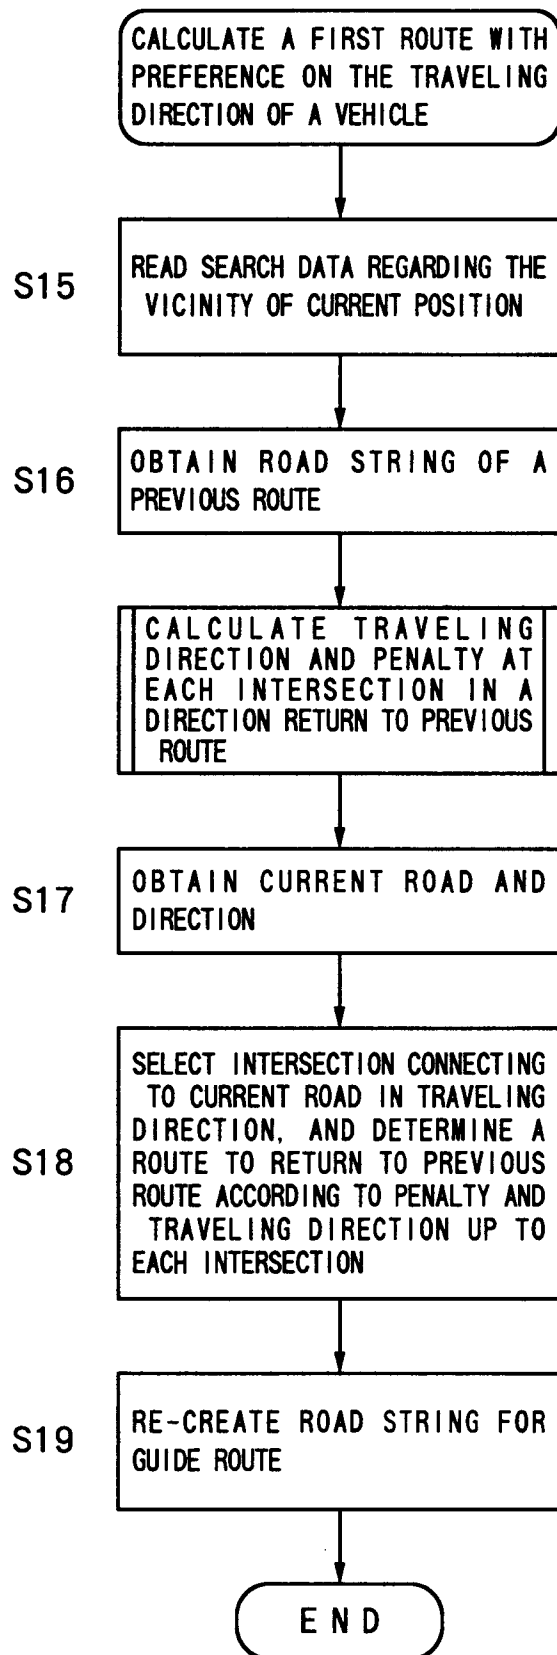 CALCULATE A FIRST ROUTE WITH
PREFERENCE ON THE TRAVELING
DIRECTION OF A VEHICLE
S15
READ SEARCH DATA REGARDING THE
VICINITY OF CURRENT POSITION
S16
OBTAIN ROAD STRING OF A
PREVIOUS ROUTE
CALCULATE TRAVELING
DIRECTION AND PENALTY AT
EACH INTERSECTION IN A
DIRECTION RETURN TO PREVIOUS
ROUTE
S17
OBTAIN CURRENT ROAD AND
DIRECTION
S18
SELECT INTERSECTION CONNECTING
TO CURRENT ROAD IN TRAVELING
DIRECTION, AND DETERMINE A
ROUTE TO RETURN TO PREVIOUS
ROUTE ACCORDING TO PENALTY AND
TRAVELING DIRECTION UP TO
EACH INTERSECTION
S19
RE-CREATE ROAD STRING FOR
GUIDE ROUTE
END